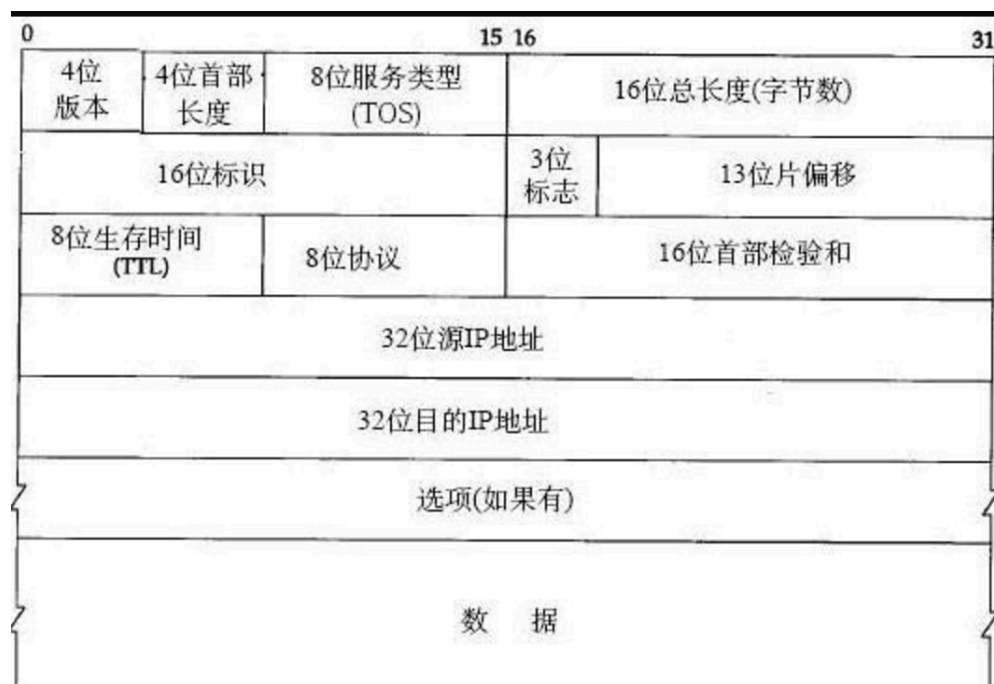 0 15 16 31
4位 4位首部 8位服务类型 16位总长度(字节数)
版本 长度 (TOS)
16位标识 3位 13位片偏移
标志
8位生存时间 8位协议 16位首部检验和
(TTL)
32位源IP地址
32位目的IP地址
选项(如果有)
数 据